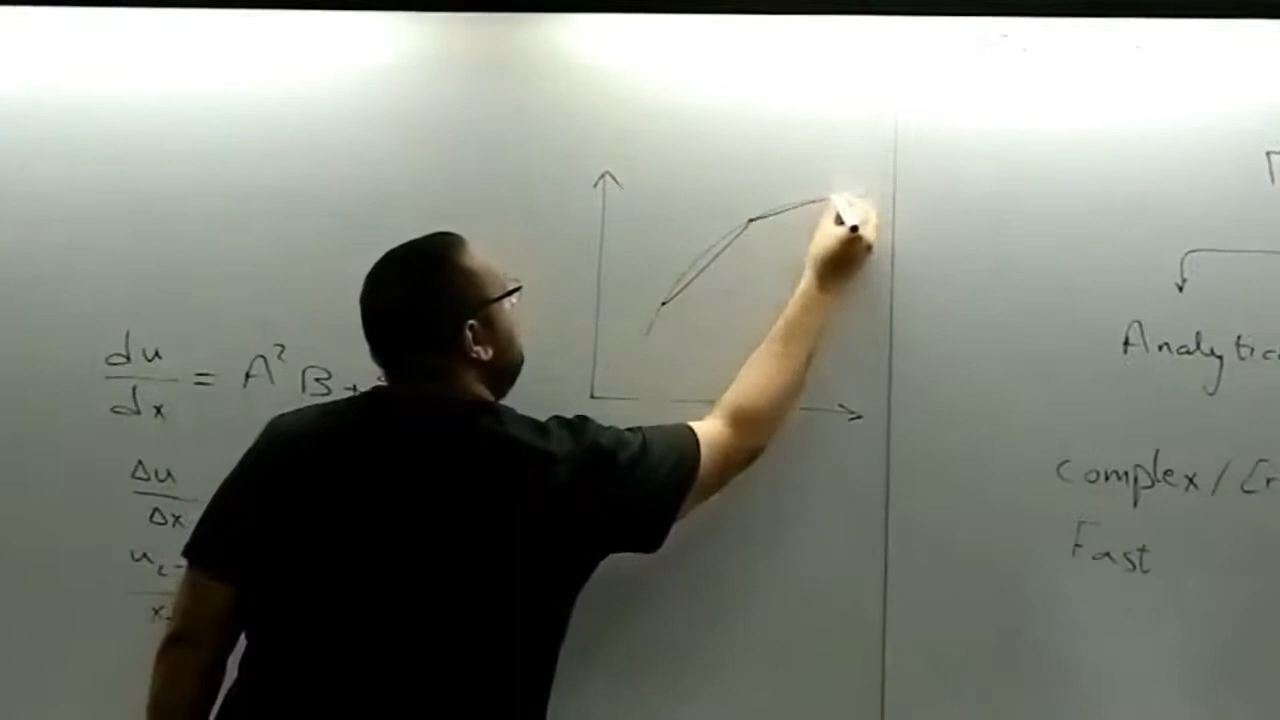 du
dx
= A² B +
Δu
Δx
u
x
Analytic
Complex /
Fast